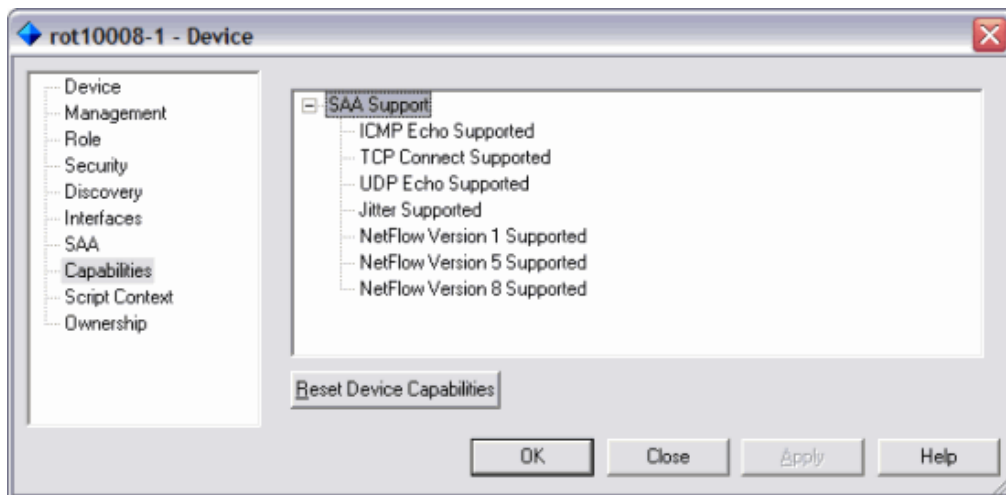 rot10008-1 - Device
Device
Management
Role
Security
Discovery
Interfaces
SAA
Capabilities
Script Context
Ownership
SAA Support
ICMP Echo Supported
TCP Connect Supported
UDP Echo Supported
Jitter Supported
NetFlow Version 1 Supported
NetFlow Version 5 Supported
NetFlow Version 8 Supported
Reset Device Capabilities
OK Close Apply Help